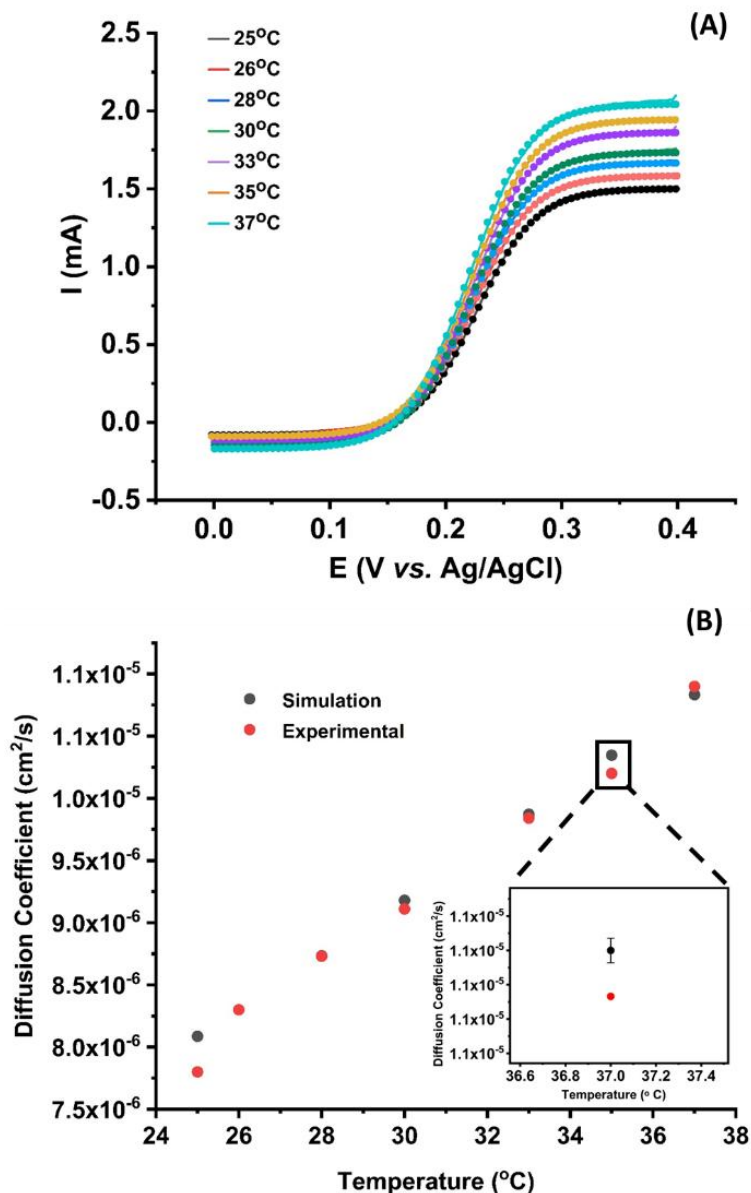 (A)
2.5
2.0
1.5
1.0
0.5
0.0
-0.5
I (mA)
25°C
26°C
28°C
30°C
33°C
35°C
37°C
0.0 0.1 0.2 0.3 0.4
E (V vs. Ag/AgCl)
(B)
1.1x10⁻⁵
1.1x10⁻⁵
1.0x10⁻⁵
9.5x10⁻⁶
9.0x10⁻⁶
8.5x10⁻⁶
8.0x10⁻⁶
7.5x10⁻⁶
Diffusion Coefficient (cm²/s)
Simulation
Experimental
1.1x10⁻⁵
1.1x10⁻⁵
1.1x10⁻⁵
1.1x10⁻⁵
1.1x10⁻⁵
Diffusion Coefficient (cm²/s)
36.6 36.8 37.0 37.2 37.4
Temperature (° C)
24 26 28 30 32 34 36 38
Temperature (°C)